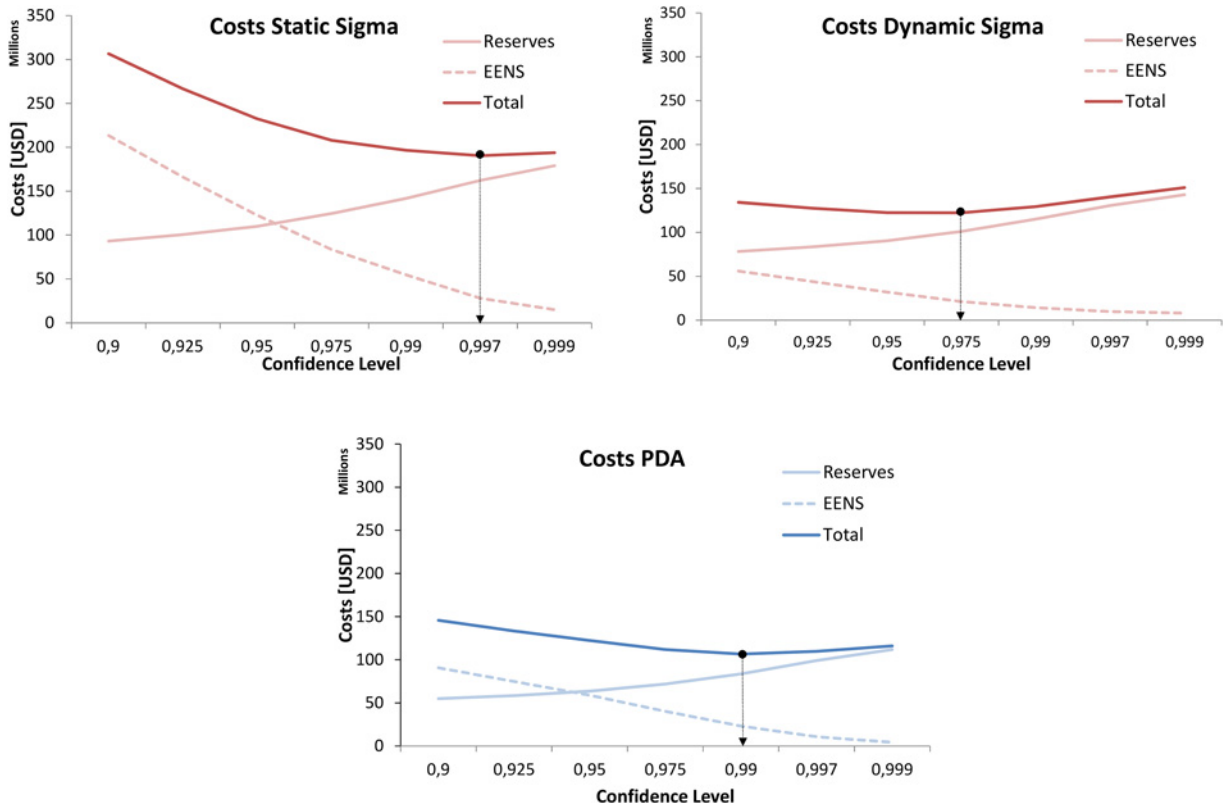 Costs Static Sigma
Millions
Costs [USD]
350
300
250
200
150
100
50
0
Reserves
EENS
Total
0,9 0,925 0,95 0,975 0,99 0,997 0,999
Confidence Level
Costs Dynamic Sigma
Millions
Costs [USD]
350
300
250
200
150
100
50
0
Reserves
EENS
Total
0,9 0,925 0,95 0,975 0,99 0,997 0,999
Confidence Level
Costs PDA
Millions
Costs [USD]
350
300
250
200
150
100
50
0
Reserves
EENS
Total
0,9 0,925 0,95 0,975 0,99 0,997 0,999
Confidence Level